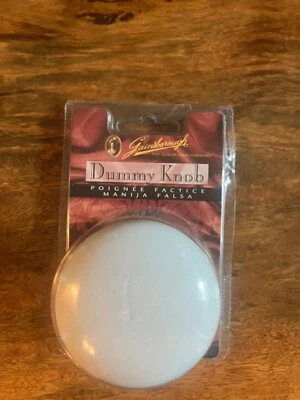 Gainsborough
Dummy Knob
POIGNÉE FACTICE
MANIJA FALSA